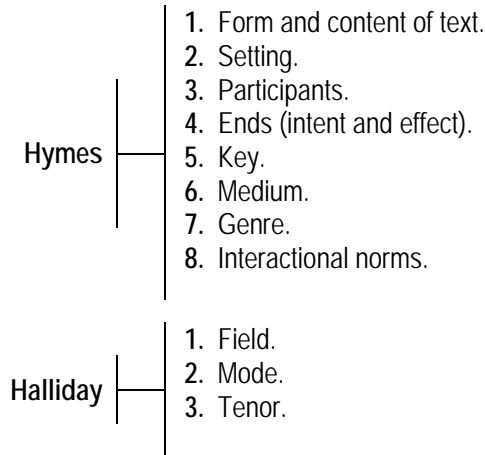 Hymes
1. Form and content of text.
2. Setting.
3. Participants.
4. Ends (intent and effect).
5. Key.
6. Medium.
7. Genre.
8. Interactional norms.
Halliday
1. Field.
2. Mode.
3. Tenor.